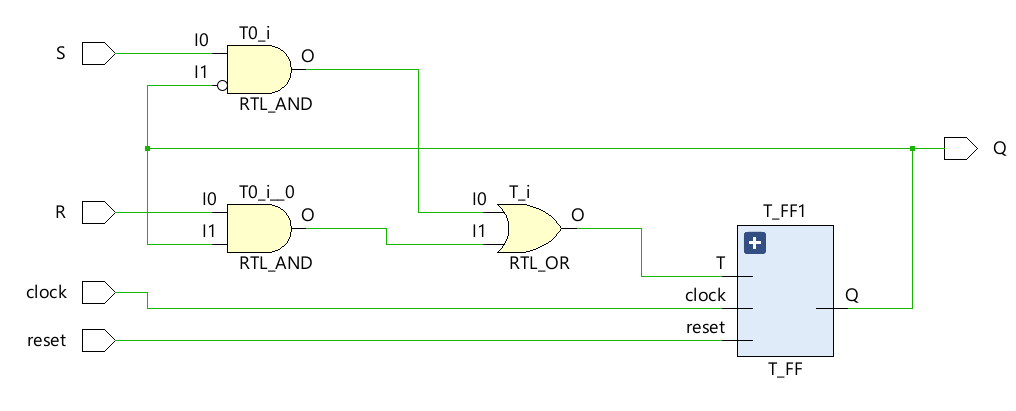 T0_i
S
I0
O
I1
RTL_AND
Q
T0_i__0
T_i
R
I0
O
I0
O
T_FF1
I1
I1
RTL_AND
RTL_OR
T
clock
clock
Q
reset
reset
T_FF